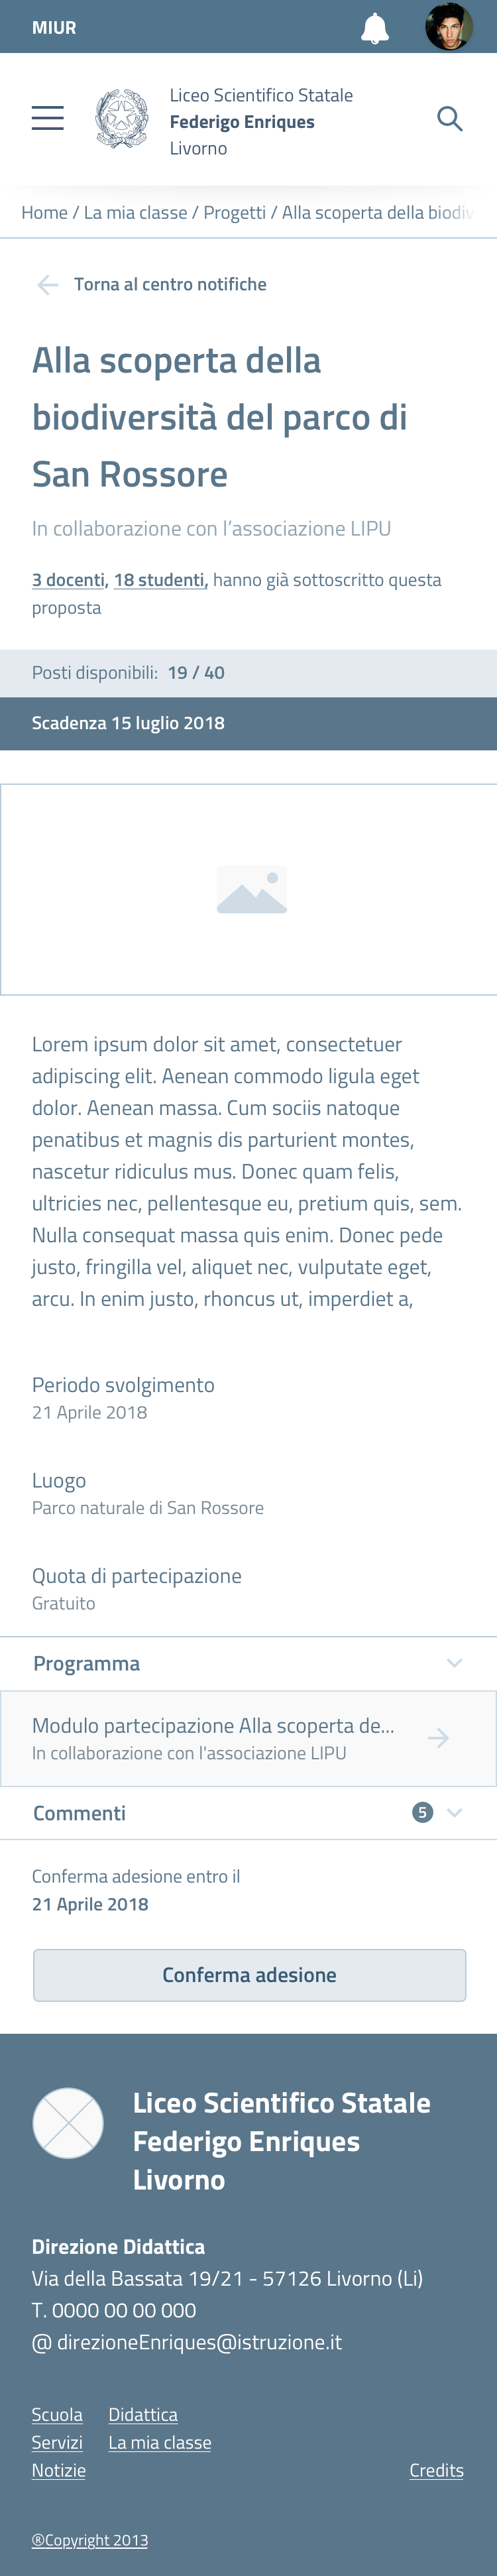 MIUR
Liceo Scientifico Statale
Federigo Enriques
Livorno
Home / La mia classe / Progetti / Alla scoperta della biodiv
Torna al centro notifiche
Alla scoperta della
biodiversità del parco di
San Rossore
In collaborazione con l’associazione LIPU
3 docenti, 18 studenti, hanno già sottoscritto questa
proposta
Posti disponibili: 19 / 40
Scadenza 15 luglio 2018
Lorem ipsum dolor sit amet, consectetuer
adipiscing elit. Aenean commodo ligula eget
dolor. Aenean massa. Cum sociis natoque
penatibus et magnis dis parturient montes,
nascetur ridiculus mus. Donec quam felis,
ultricies nec, pellentesque eu, pretium quis, sem.
Nulla consequat massa quis enim. Donec pede
justo, fringilla vel, aliquet nec, vulputate eget,
arcu. In enim justo, rhoncus ut, imperdiet a,
Periodo svolgimento
21 Aprile 2018
Luogo
Parco naturale di San Rossore
Quota di partecipazione
Gratuito
Programma
Modulo partecipazione Alla scoperta de...
In collaborazione con l'associazione LIPU
Commenti 5
Conferma adesione entro il
21 Aprile 2018
Conferma adesione
Liceo Scientifico Statale
Federigo Enriques
Livorno
Direzione Didattica
Via della Bassata 19/21 - 57126 Livorno (Li)
T. 0000 00 00 000
@ direzioneEnriques@istruzione.it
Scuola Didattica
Servizi La mia classe
Notizie Credits
®Copyright 2013